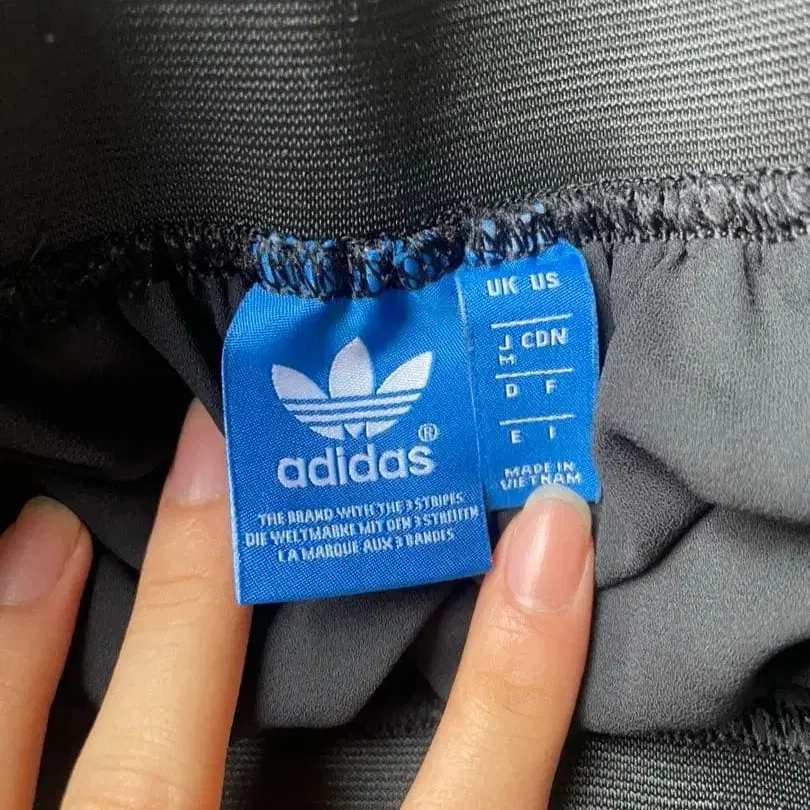 adidas®
THE BRAND WITH THE 3 STRIPES
DIE WELTMARKE MIT DEN 3 STREIFEN
LA MARQUE AUX 3 BANDES
UK US
J CDN
M
D F
E I
MADE IN
VIETNAM